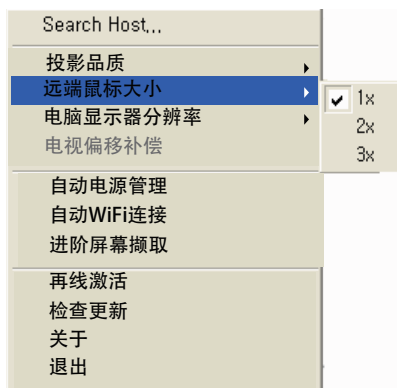 Search Host...
投影品质
远端鼠标大小
1x
电脑显示器分辨率
2x
电视偏移补偿
3x
自动电源管理
自动WiFi连接
进阶屏幕撷取
再线激活
检查更新
关于
退出